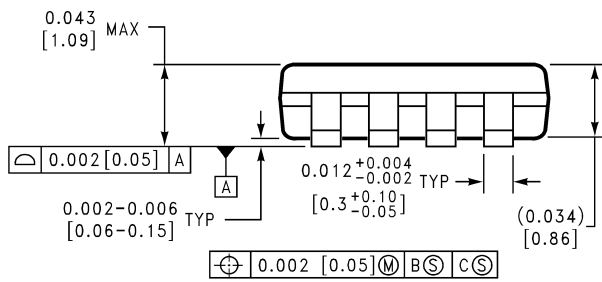 0.043
[1.09] MAX
⌓ 0.002 [0.05] A
A
0.012 +0.004 -0.002 TYP
[0.3 +0.10 -0.05]
0.002-0.006
[0.06-0.15] TYP
(0.034)
[0.86]
⌖ 0.002 [0.05] Ⓜ B Ⓢ C Ⓢ